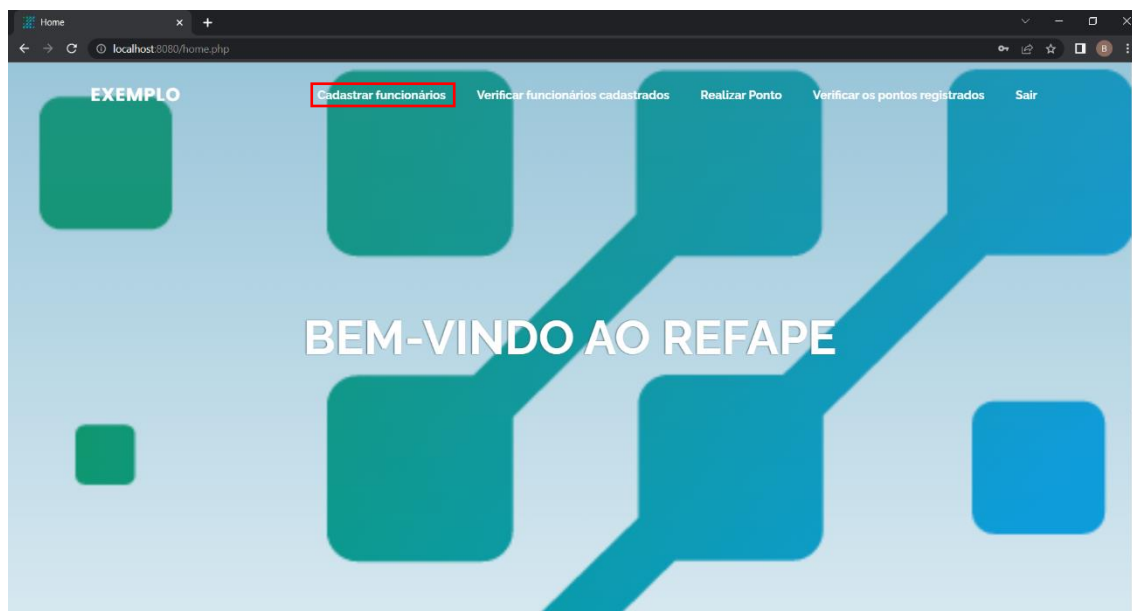 Home
localhost:8080/home.php
B
EXEMPLO
Cadastrar funcionários Verificar funcionários cadastrados Realizar Ponto Verificar os pontos registrados Sair
BEM-VINDO AO REFAPE